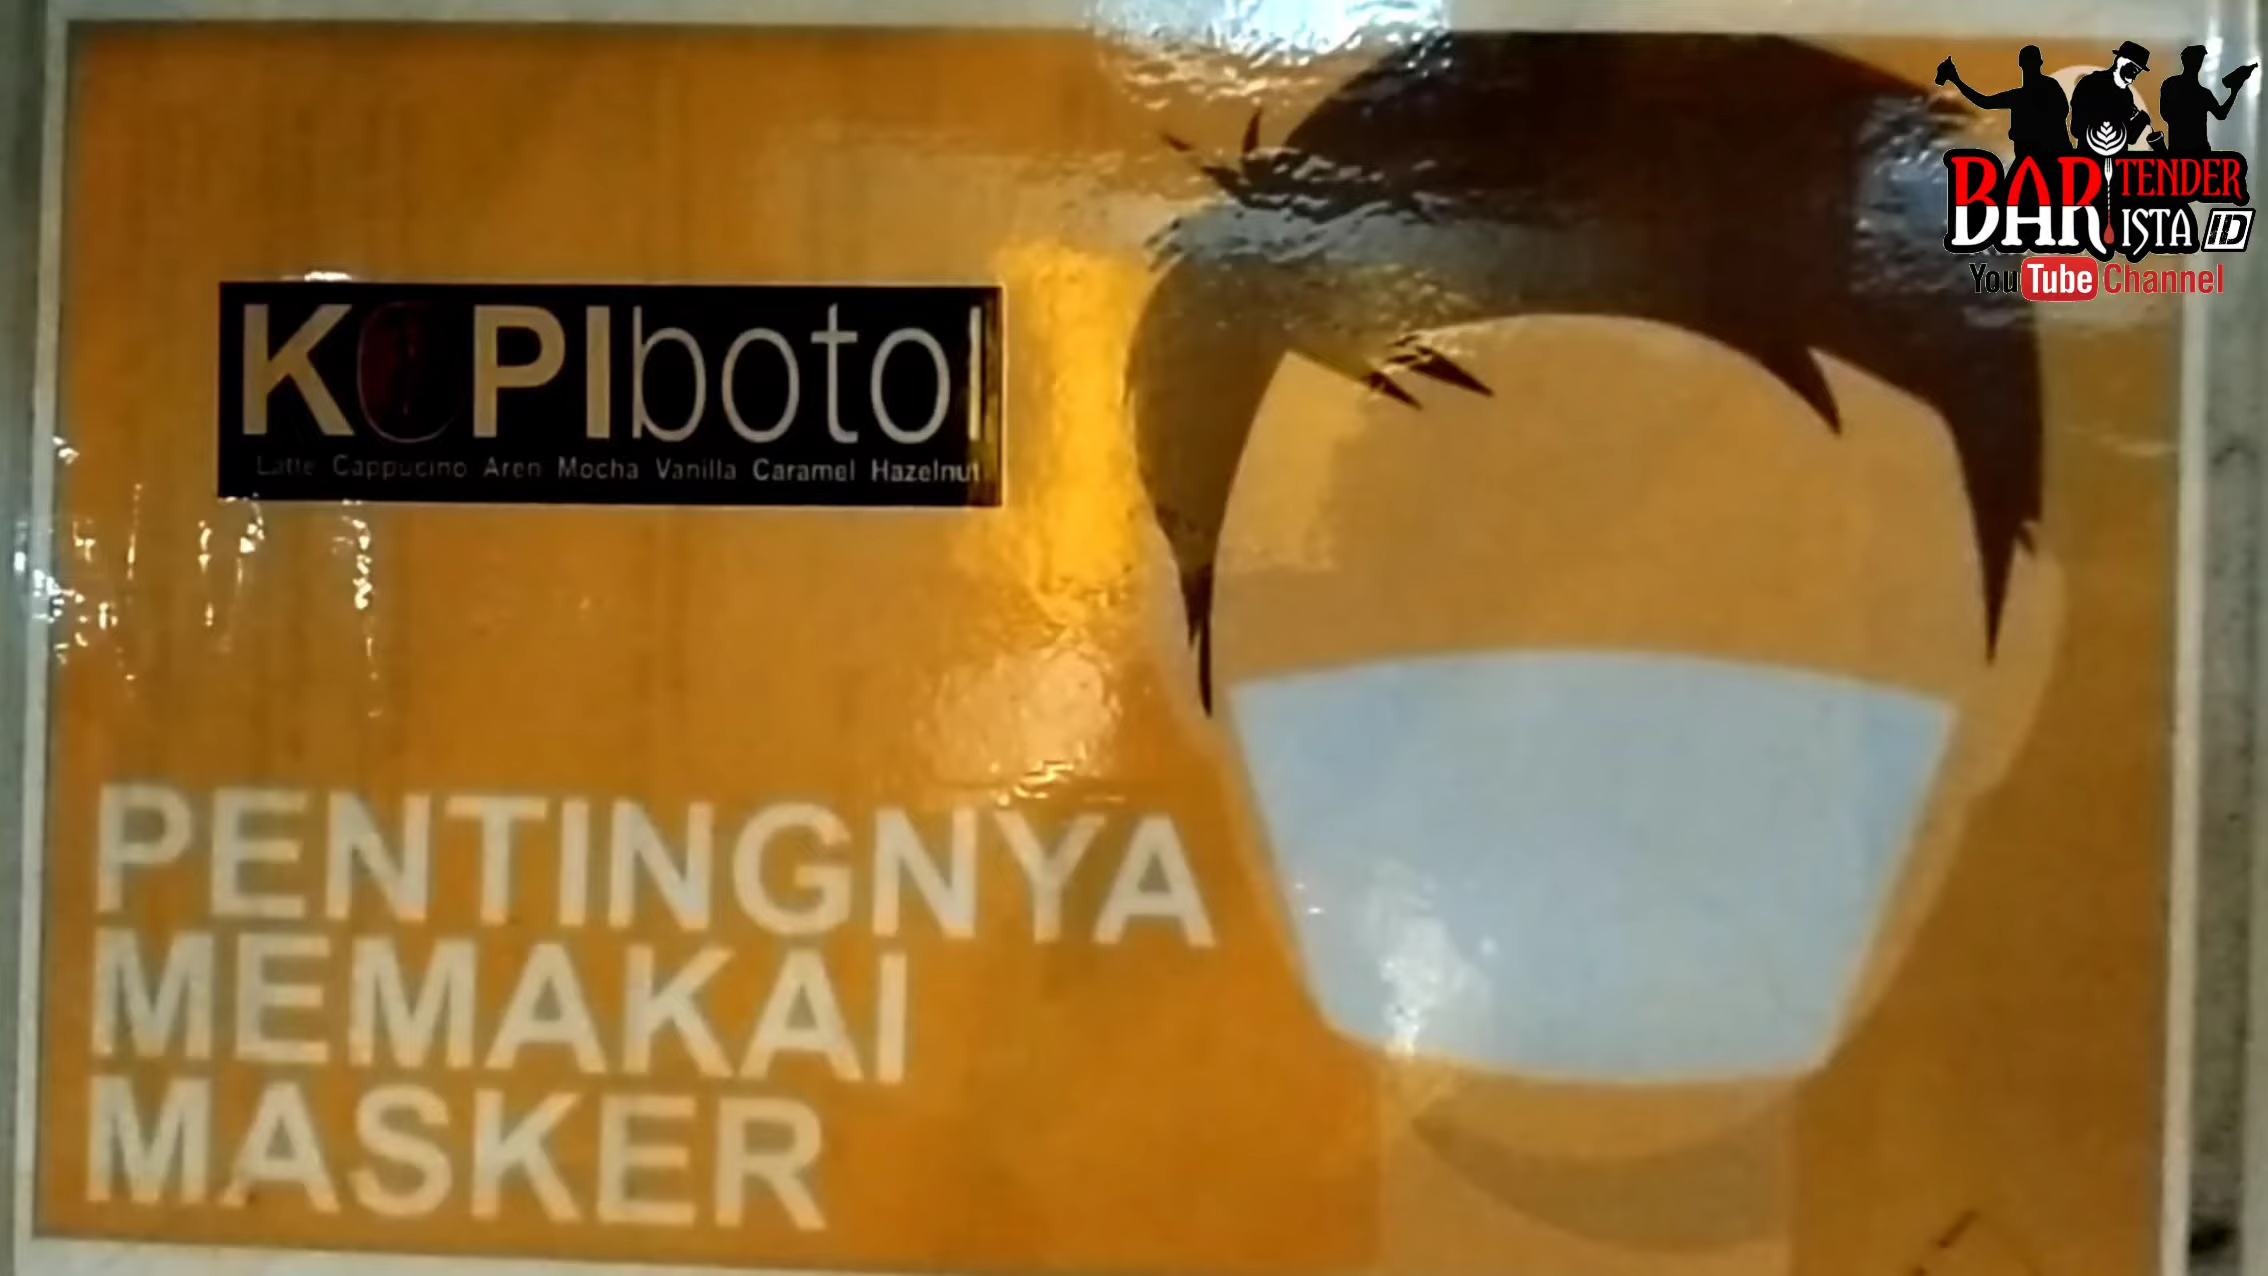 KOPIbotol
Latte Cappucino Aren Mocha Vanilla Caramel Hazelnut
PENTINGNYA
MEMAKAI
MASKER
BARTENDER
BARISTA ID
YouTube Channel